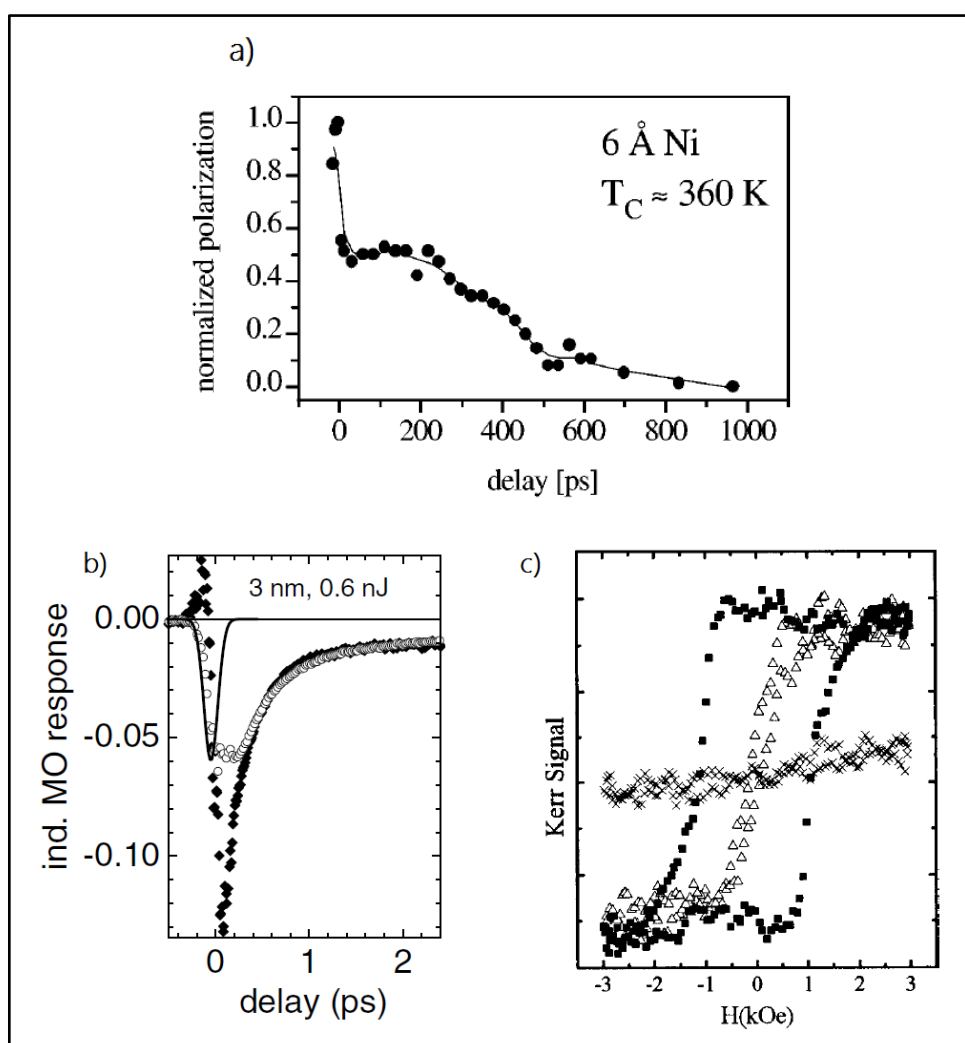 a)
normalized polarization
1.0
0.8
0.6
0.4
0.2
0.0
6 Å Ni
T_C ≈ 360 K
0 200 400 600 800 1000
delay [ps]
b)
ind. MO response
0.00
-0.05
-0.10
3 nm, 0.6 nJ
0 1 2
delay (ps)
c)
Kerr Signal
-3 -2 -1 0 1 2 3
H(kOe)